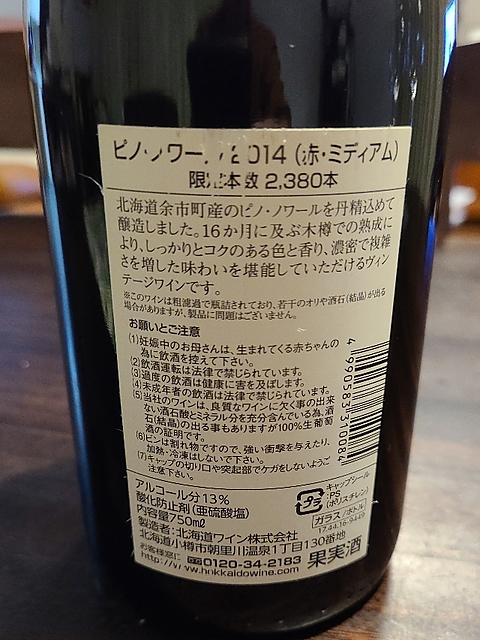 ピノ・ノワール 2014 (赤・ミディアム)
限定本数 2,380本
北海道余市町産のピノ・ノワールを丹精込めて
醸造しました。16か月に及ぶ木樽での熟成に
より、しっかりとコクのある色と香り、濃密で複雑
さを増した味わいを堪能していただけるヴィン
テージワインです。
※このワインは粗濾過で瓶詰されており、若干のオリや酒石(結晶)が出る
場合がありますが、製品に問題はございません。
お願いとご注意
(1)妊娠中のお母さんは、生まれてくる赤ちゃんの
為に飲酒を控えて下さい。
(2)飲酒運転は法律で禁じられています。
(3)過度の飲酒は健康に害を及ぼします。
(4)未成年者の飲酒は法律で禁じられています。
(5)当社のワインは、良質なワインに欠く事の出来
ない酒石酸とミネラル分を充分含んでいる為、酒
石(結晶)の出る事もありますが100%生葡萄
酒の証明です。
(6)ビンは割れ物ですので、強い衝撃を与えたり、
加熱・冷凍はしないで下さい。
(7)キャップの切り口や突起部でケガをしないようご
注意下さい。
4990583310084
アルコール分13%
酸化防止剤(亜硫酸塩)
内容量750mℓ
製造者:北海道ワイン株式会社
北海道小樽市朝里川温泉1丁目130番地
お客様窓口 0120-34-2183
http://www.hokkaidowine.com
果実酒
プラ
キャップシール
:PS
(ポリスチレン)
ガラス/ボトル